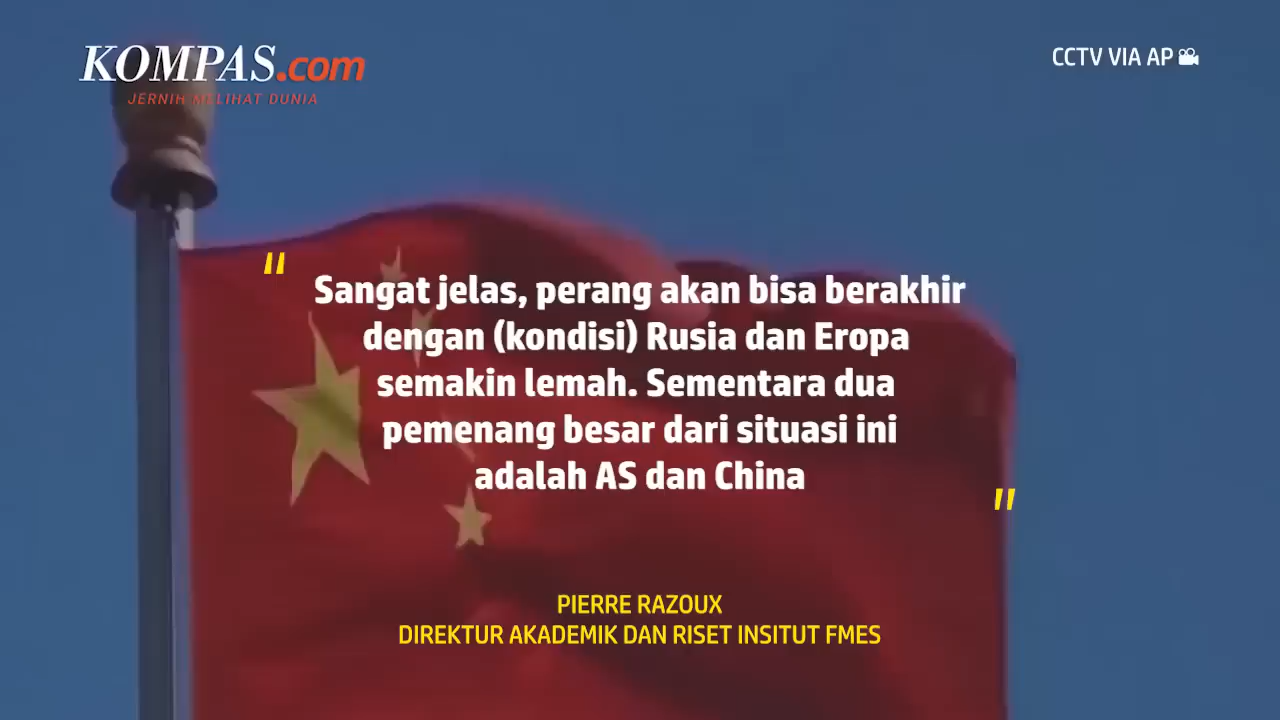 KOMPAS.com
JERNIH MELIHAT DUNIA
CCTV VIA AP
"Sangat jelas, perang akan bisa berakhir
dengan (kondisi) Rusia dan Eropa
semakin lemah. Sementara dua
pemenang besar dari situasi ini
adalah AS dan China"
PIERRE RAZOUX
DIREKTUR AKADEMIK DAN RISET INSITUT FMES